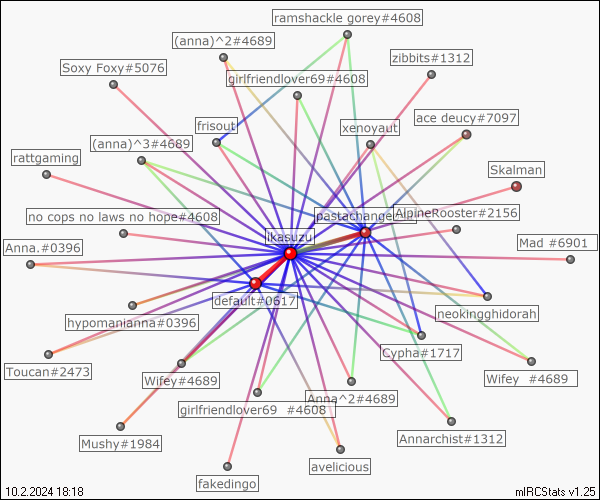 ramshackle gorey#4608
(anna)^2#4689
zibbits#1312
Soxy Foxy#5076
girlfriendlover69#4608
ace deucy#7097
frisout
xenoyaut
(anna)^3#4689
rattgaming
Skalman
no cops no laws no hope#4608
pastachange
AlpineRooster#2156
ikasuzu
Mad #6901
Anna.#0396
default#0617
neokingghidorah
hypomanianna#0396
Cypha#1717
Toucan#2473
Wifey#4689
Wifey #4689
Anna^2#4689
girlfriendlover69 #4608
Mushy#1984
Annarchist#1312
avelicious
fakedingo
10.2.2024 18:18
mIRCStats v1.25